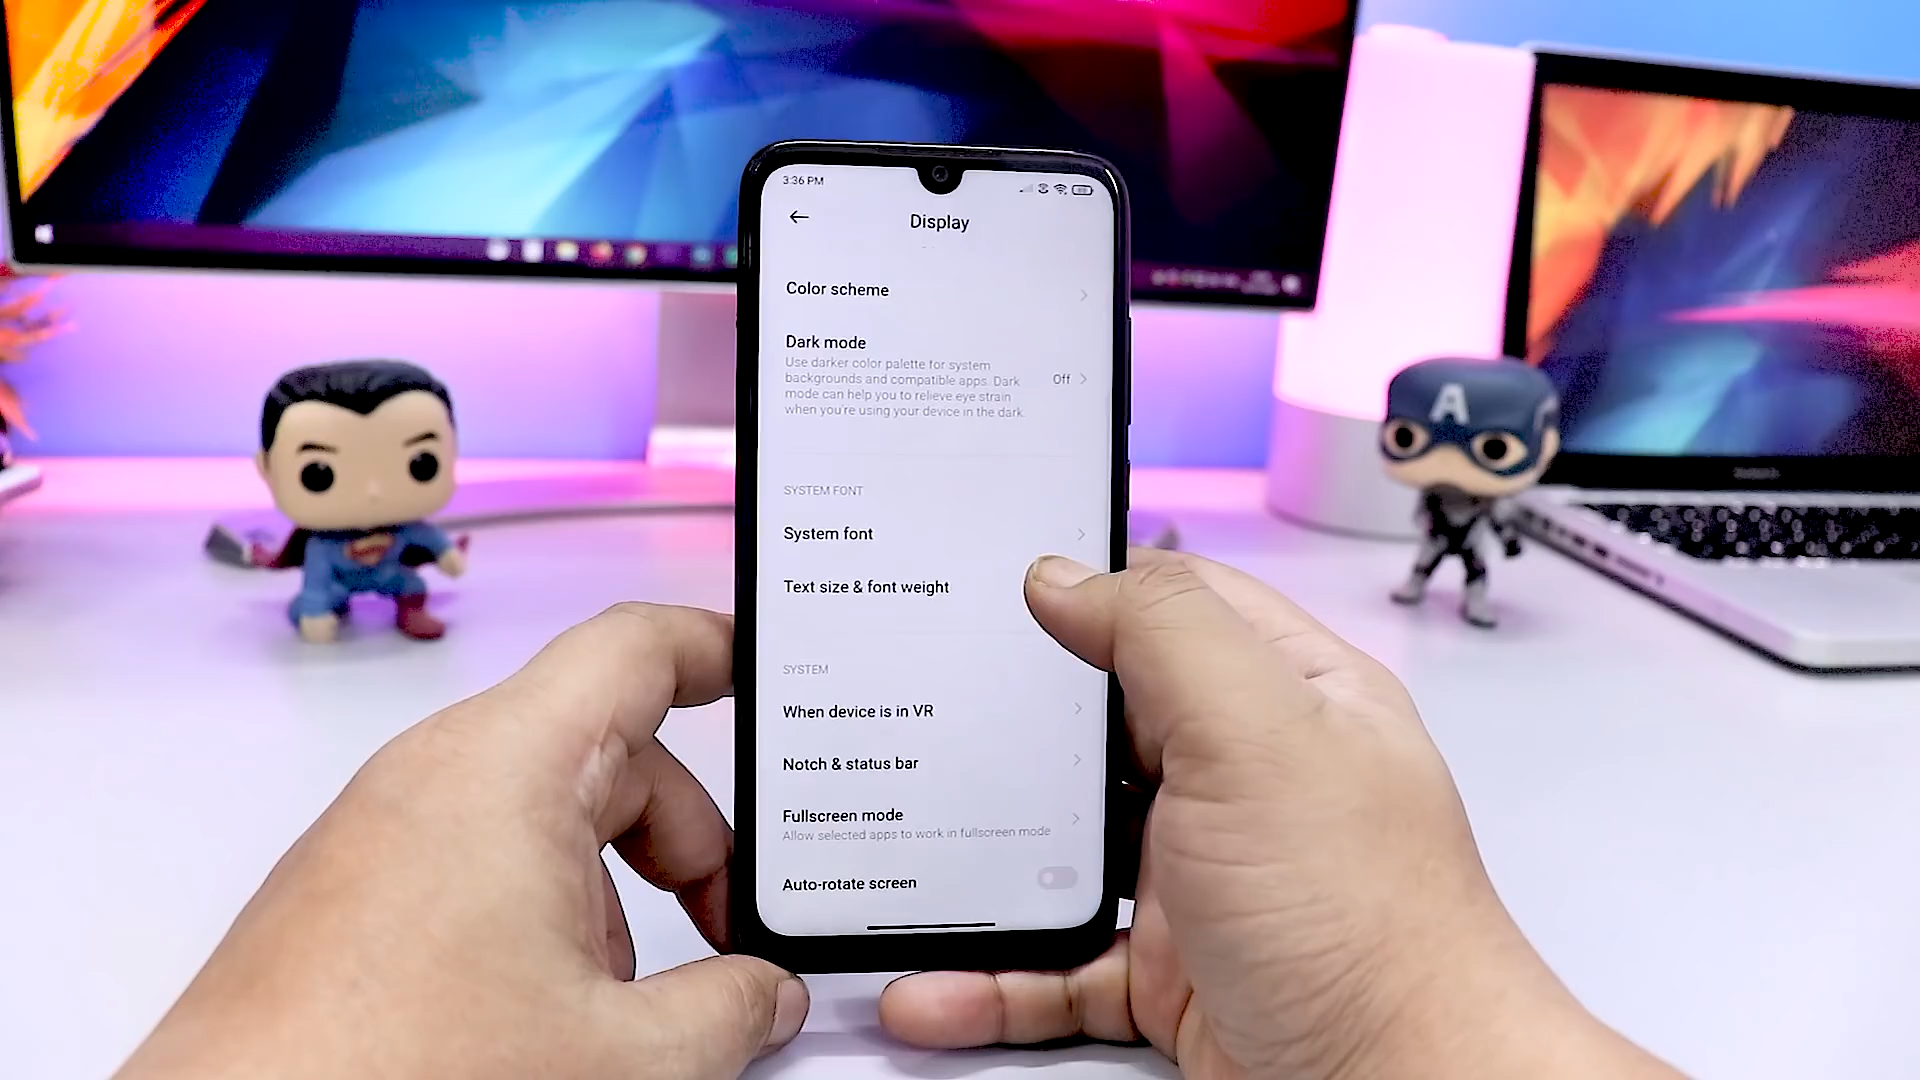 3:36 PM
Display
Color scheme
Dark mode
Use darker color palette for system
backgrounds and compatible apps. Dark
mode can help you to relieve eye strain
when you're using your device in the dark.
Off
SYSTEM FONT
System font
Text size & font weight
SYSTEM
When device is in VR
Notch & status bar
Fullscreen mode
Allow selected apps to work in fullscreen mode
Auto-rotate screen
A